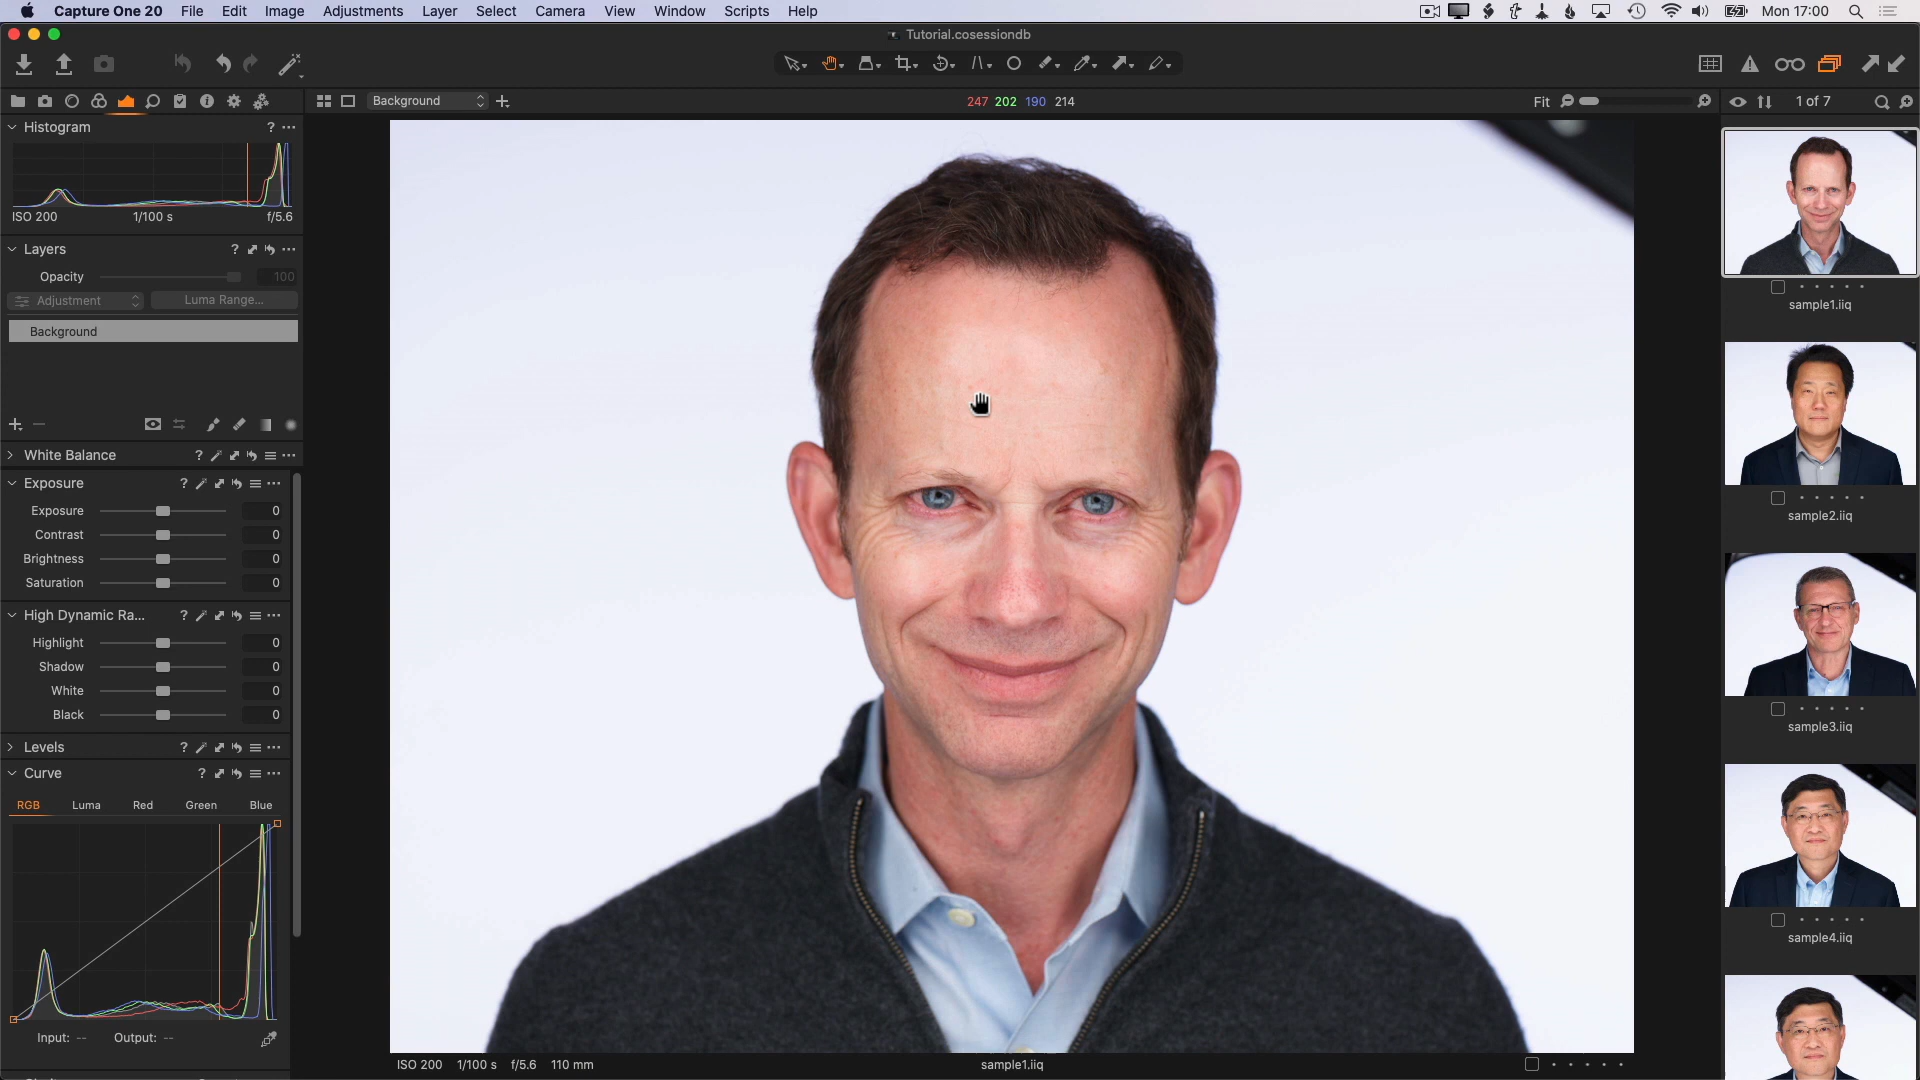 Capture One 20 File Edit Image Adjustments Layer Select Camera View Window Scripts Help Mon 17:00
Tutorial.cosessiondb
Background 247 202 190 214 Fit 1 of 7
Histogram ?
ISO 200 1/100 s f/5.6
Layers ?
Opacity 100
Adjustment Luma Range...
Background
White Balance ?
Exposure ?
Exposure 0
Contrast 0
Brightness 0
Saturation 0
High Dynamic Ra... ?
Highlight 0
Shadow 0
White 0
Black 0
Levels ?
Curve ?
RGB Luma Red Green Blue
Input: -- Output: --
ISO 200 1/100 s f/5.6 110 mm sample1.iiq
sample1.iiq
sample2.iiq
sample3.iiq
sample4.iiq